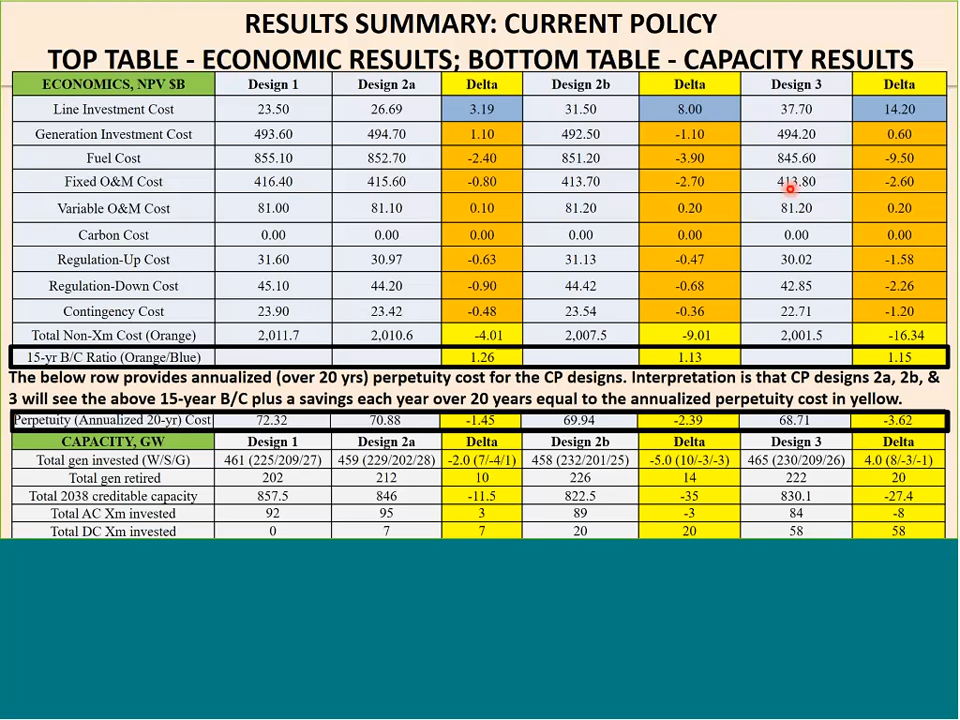 RESULTS SUMMARY: CURRENT POLICY
TOP TABLE - ECONOMIC RESULTS; BOTTOM TABLE - CAPACITY RESULTS
ECONOMICS, NPV $B Design 1 Design 2a Delta Design 2b Delta Design 3 Delta
Line Investment Cost 23.50 26.69 3.19 31.50 8.00 37.70 14.20
Generation Investment Cost 493.60 494.70 1.10 492.50 -1.10 494.20 0.60
Fuel Cost 855.10 852.70 -2.40 851.20 -3.90 845.60 -9.50
Fixed O&M Cost 416.40 415.60 -0.80 413.70 -2.70 413.80 -2.60
Variable O&M Cost 81.00 81.10 0.10 81.20 0.20 81.20 0.20
Carbon Cost 0.00 0.00 0.00 0.00 0.00 0.00 0.00
Regulation-Up Cost 31.60 30.97 -0.63 31.13 -0.47 30.02 -1.58
Regulation-Down Cost 45.10 44.20 -0.90 44.42 -0.68 42.85 -2.26
Contingency Cost 23.90 23.42 -0.48 23.54 -0.36 22.71 -1.20
Total Non-Xm Cost (Orange) 2,011.7 2,010.6 -4.01 2,007.5 -9.01 2,001.5 -16.34
15-yr B/C Ratio (Orange/Blue) 1.26 1.13 1.15
The below row provides annualized (over 20 yrs) perpetuity cost for the CP designs. Interpretation is that CP designs 2a, 2b, &
3 will see the above 15-year B/C plus a savings each year over 20 years equal to the annualized perpetuity cost in yellow.
Perpetuity (Annualized 20-yr) Cost 72.32 70.88 -1.45 69.94 -2.39 68.71 -3.62
CAPACITY, GW Design 1 Design 2a Delta Design 2b Delta Design 3 Delta
Total gen invested (W/S/G) 461 (225/209/27) 459 (229/202/28) -2.0 (7/-4/1) 458 (232/201/25) -5.0 (10/-3/-3) 465 (230/209/26) 4.0 (8/-3/-1)
Total gen retired 202 212 10 226 14 222 20
Total 2038 creditable capacity 857.5 846 -11.5 822.5 -35 830.1 -27.4
Total AC Xm invested 92 95 3 89 -3 84 -8
Total DC Xm invested 0 7 7 20 20 58 58